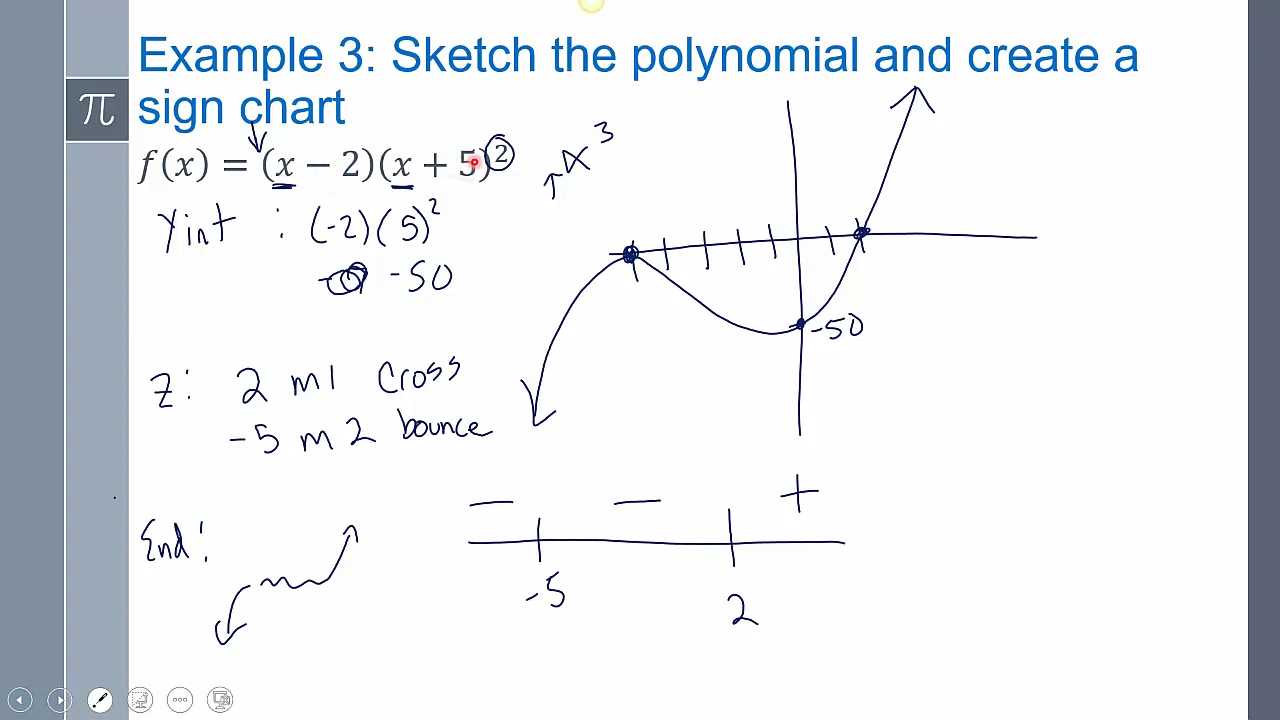 Example 3: Sketch the polynomial and create a
sign chart
π
f(x) = (x − 2)(x + 5)²
x³
Yint : (-2)(5)²
-50
-50
Z: 2 m1 Cross
-5 m2 bounce
— — +
End:
-5 2